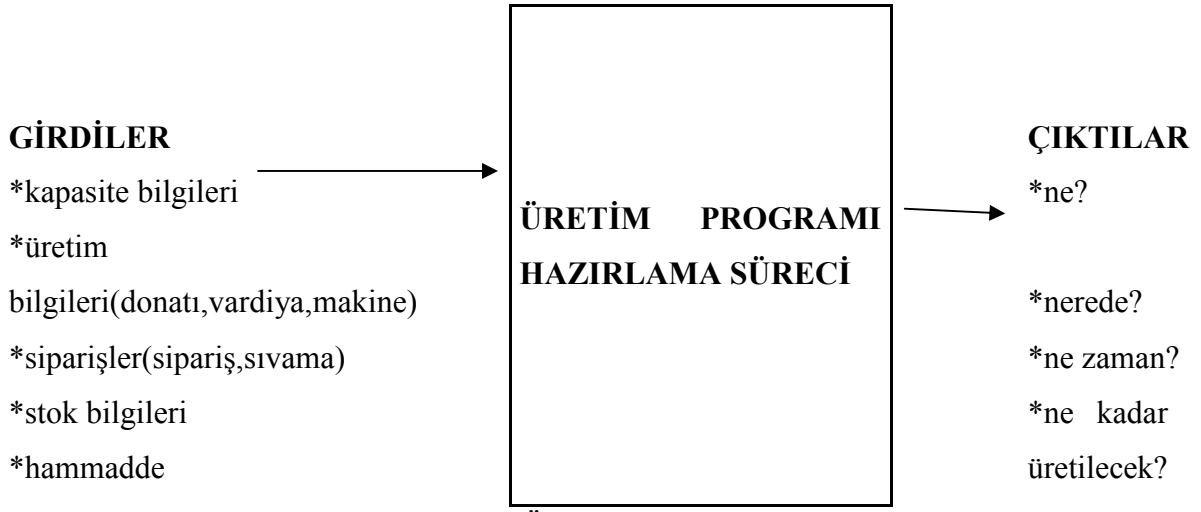 GİRDİLER
*kapasite bilgileri
*üretim
bilgileri(donatı,vardiya,makine)
*siparişler(sipariş,sıvama)
*stok bilgileri
*hammadde
ÜRETİM PROGRAMI
HAZIRLAMA SÜRECİ
ÇIKTILAR
*ne?
*nerede?
*ne zaman?
*ne kadar
üretilecek?